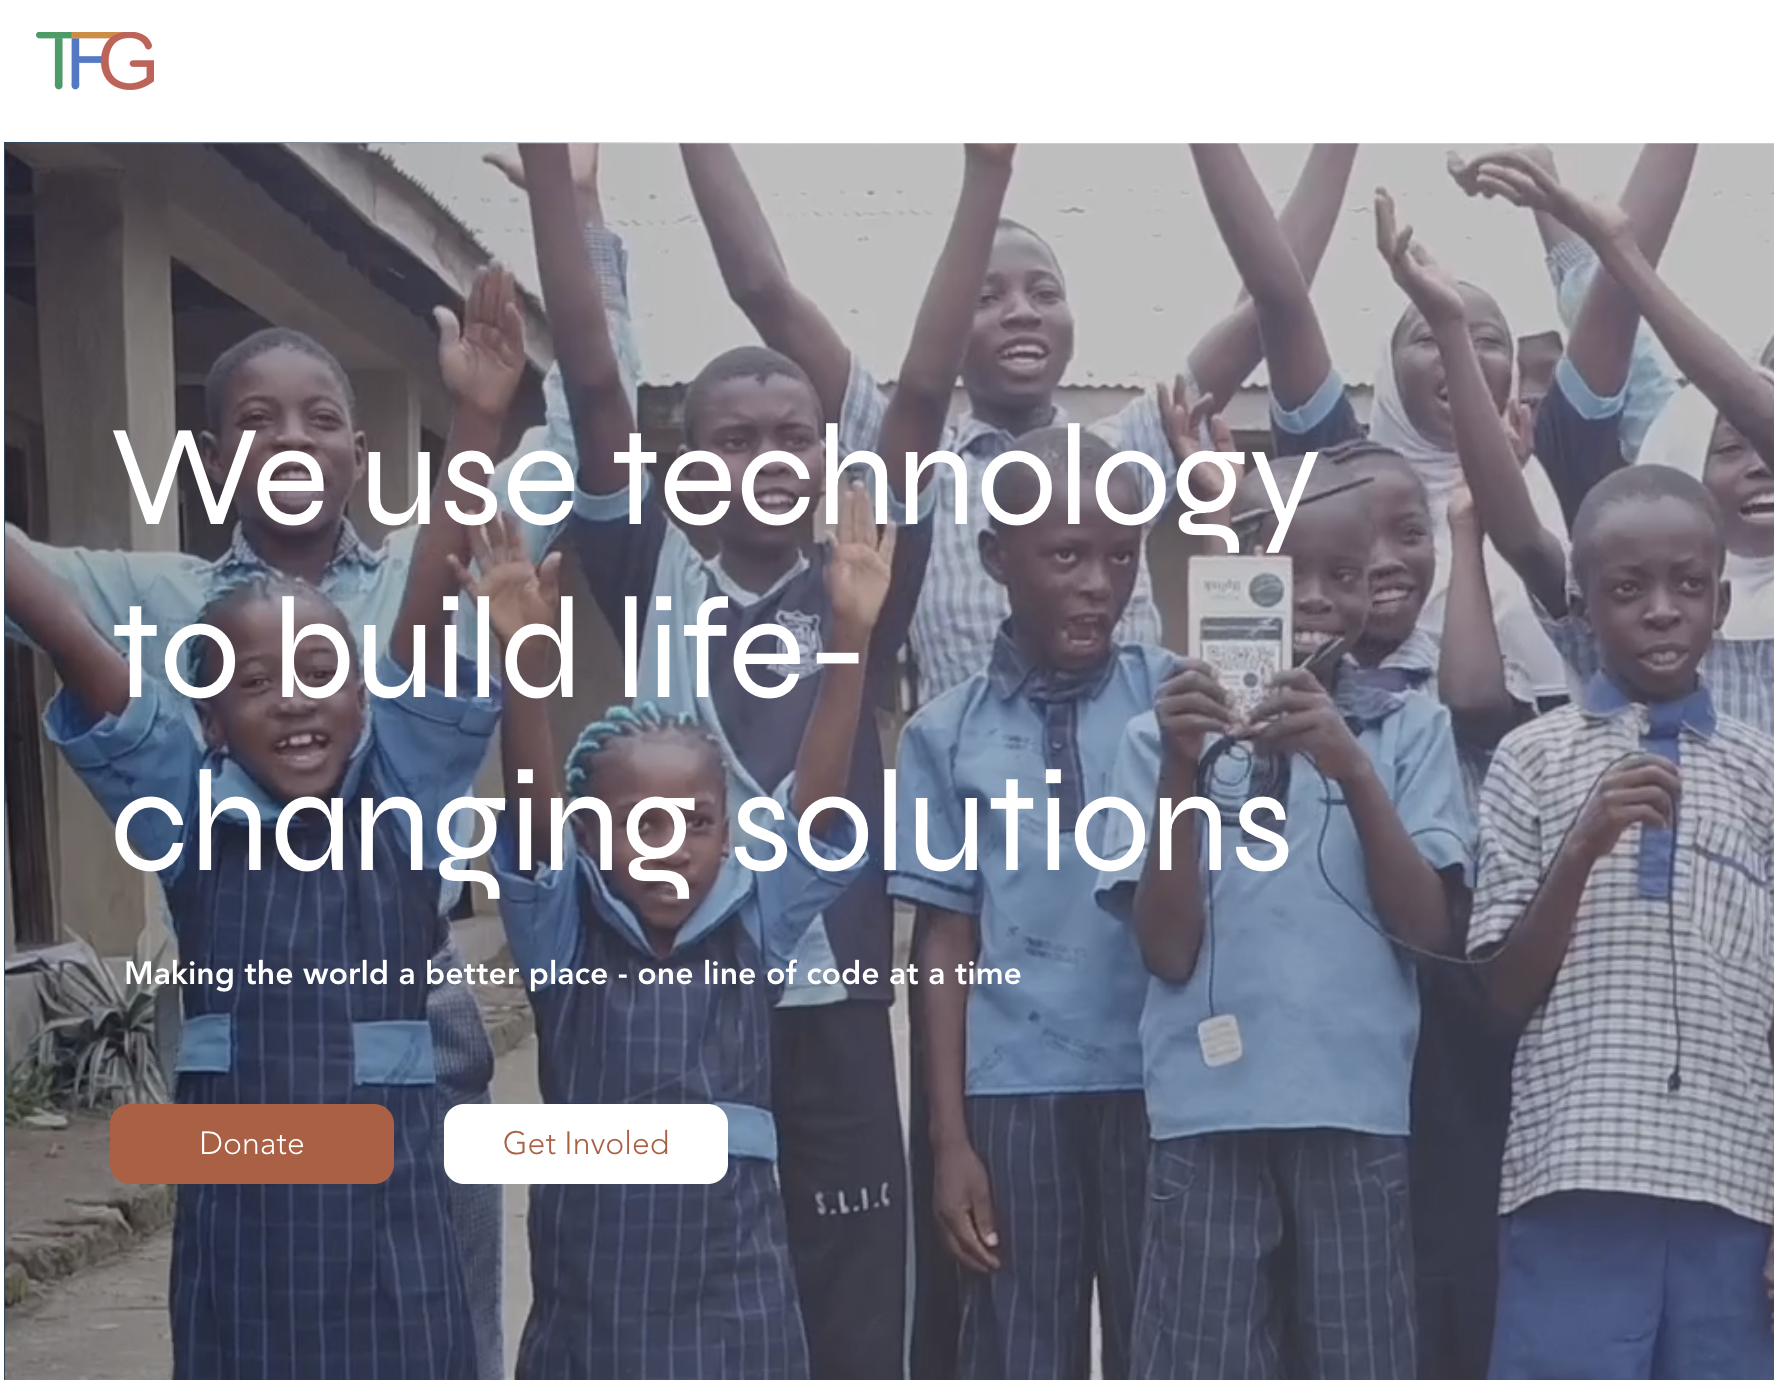 TFG
We use technology
to build life-
changing solutions
Making the world a better place - one line of code at a time
Donate
Get Involed
S.L.I.C